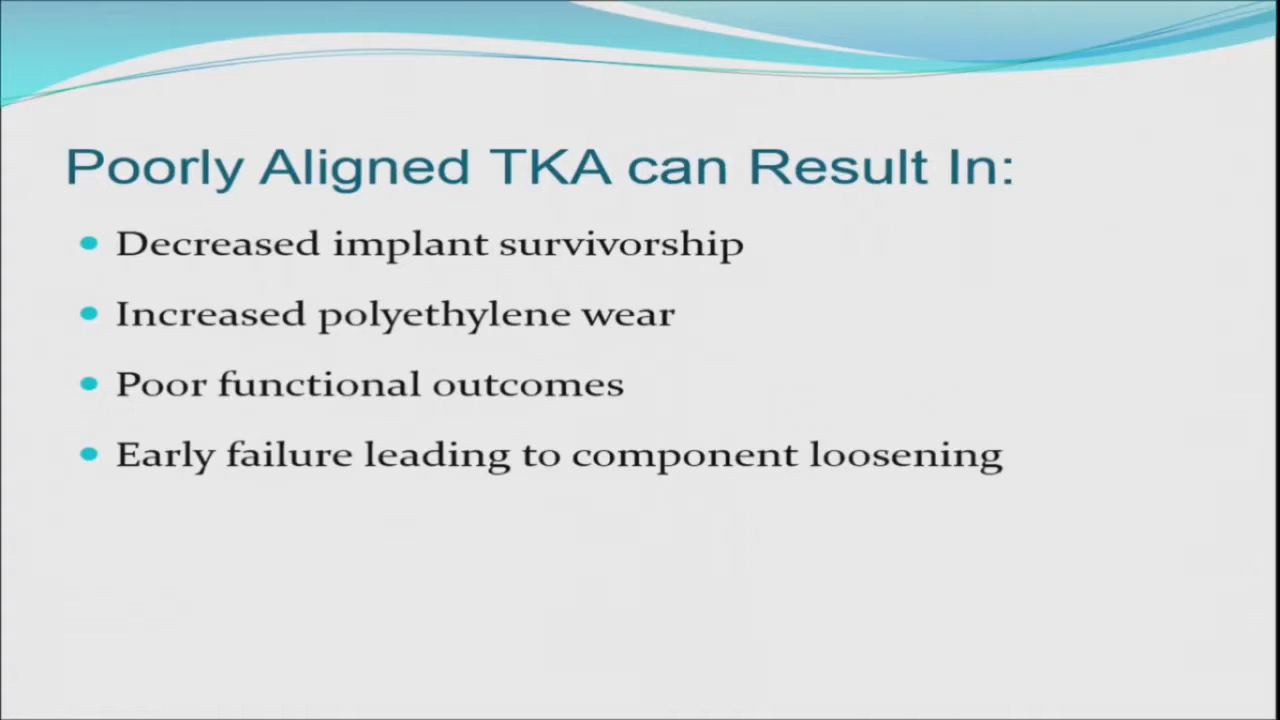 Poorly Aligned TKA can Result In:
Decreased implant survivorship
Increased polyethylene wear
Poor functional outcomes
Early failure leading to component loosening